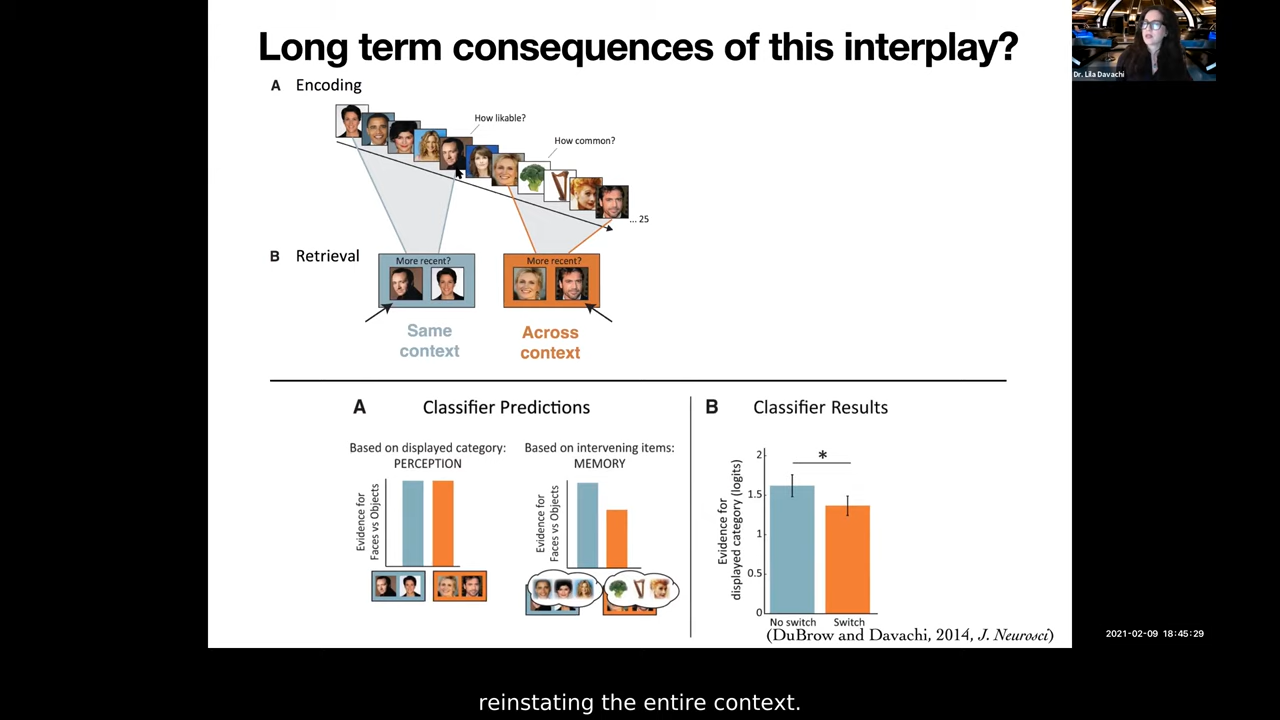 Long term consequences of this interplay?
Dr. Lila Davachi
A Encoding
How likable?
How common?
... 25
B Retrieval
More recent?
More recent?
Same
context
Across
context
A Classifier Predictions
B Classifier Results
Based on displayed category:
PERCEPTION
Based on intervening items:
MEMORY
Evidence for
Faces vs Objects
Evidence for
Faces vs Objects
Evidence for
displayed category (logits)
2
1.5
1
0.5
0
*
No switch
Switch
(DuBrow and Davachi, 2014, J. Neurosci)
2021-02-09 18:45:29
reinstating the entire context.